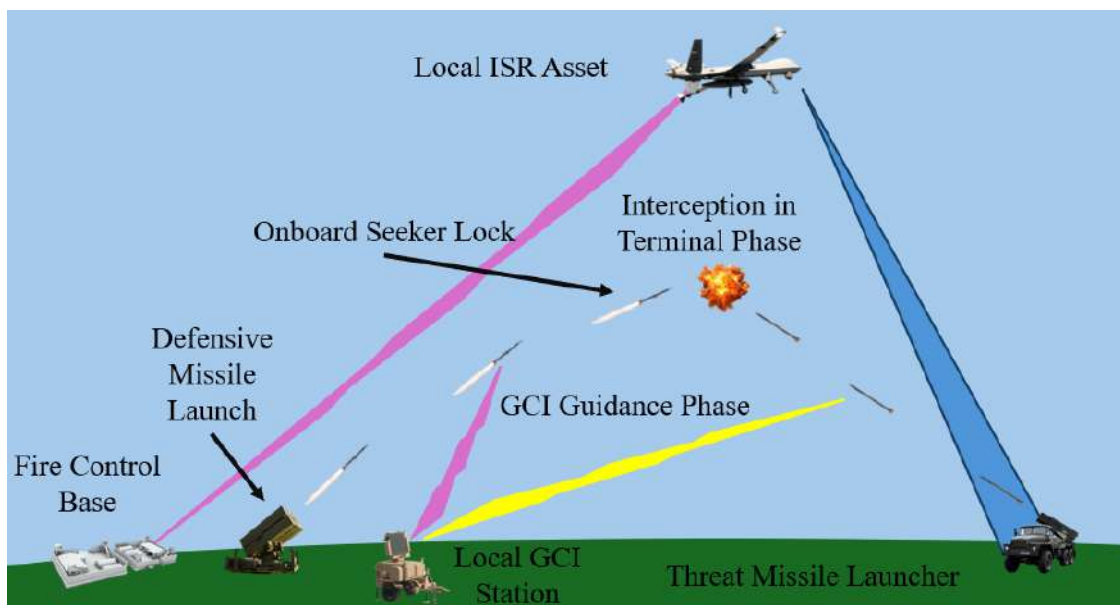 Local ISR Asset
Onboard Seeker Lock
Interception in
Terminal Phase
Defensive
Missile
Launch
GCI Guidance Phase
Fire Control
Base
Local GCI
Station
Threat Missile Launcher